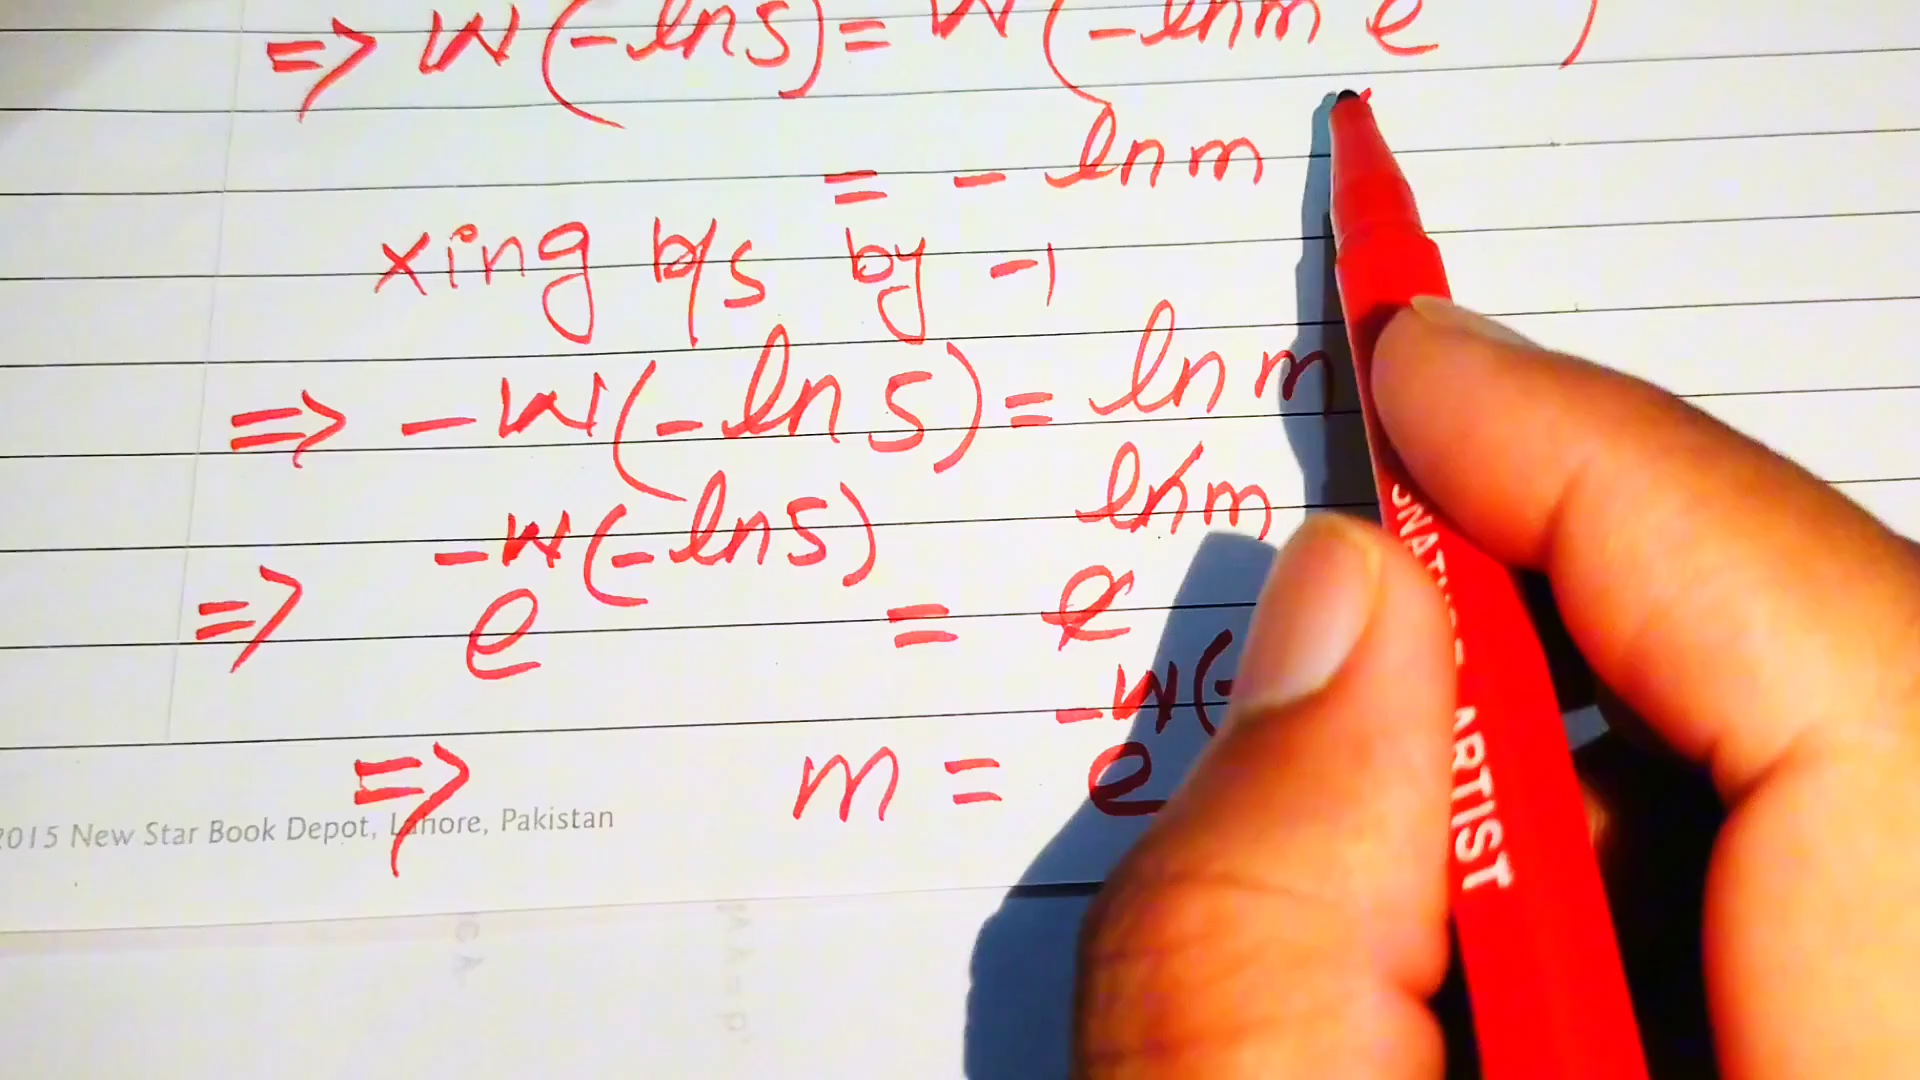 => W(-ln5) = W(-lnm e )
= - lnm
xing b/s by -1
=> -W(-ln5) = lnm
=> e^-W(-ln5) = e^lnm
=> m = e^-W(-
2015 New Star Book Depot, Lahore, Pakistan
ARTIST